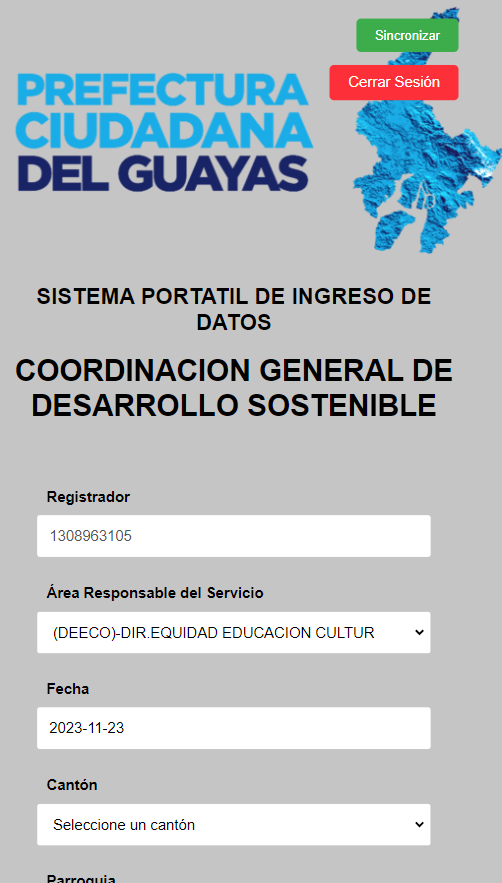 Sincronizar
Cerrar Sesión
PREFECTURA
CIUDADANA
DEL GUAYAS
SISTEMA PORTATIL DE INGRESO DE
DATOS
COORDINACION GENERAL DE
DESARROLLO SOSTENIBLE
Registrador
1308963105
Área Responsable del Servicio
(DEECO)-DIR.EQUIDAD EDUCACION CULTUR
Fecha
2023-11-23
Cantón
Seleccione un cantón
Parroquia